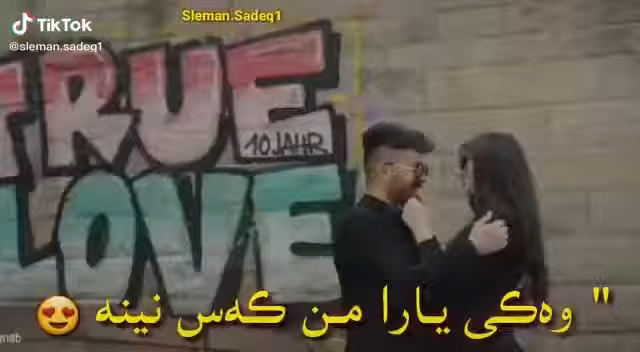 Sleman.Sadeq1
TikTok
@sleman.sadeq1
TRUE
10 JAHR
LOVE
" وەکی یارا من کەس نینە 😍